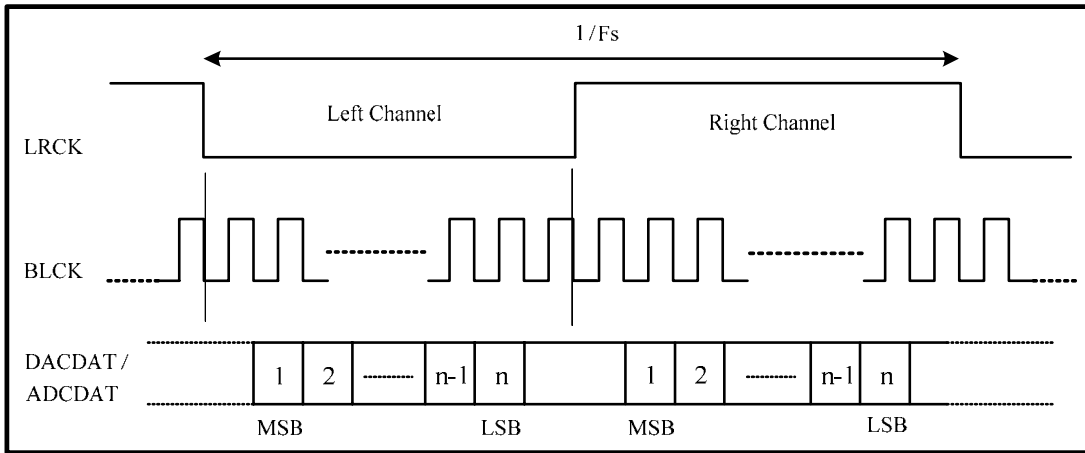 1/Fs
Left Channel
Right Channel
LRCK
BLCK
DACDAT /
ADCDAT
1 2 n-1 n 1 2 n-1 n
MSB LSB MSB LSB